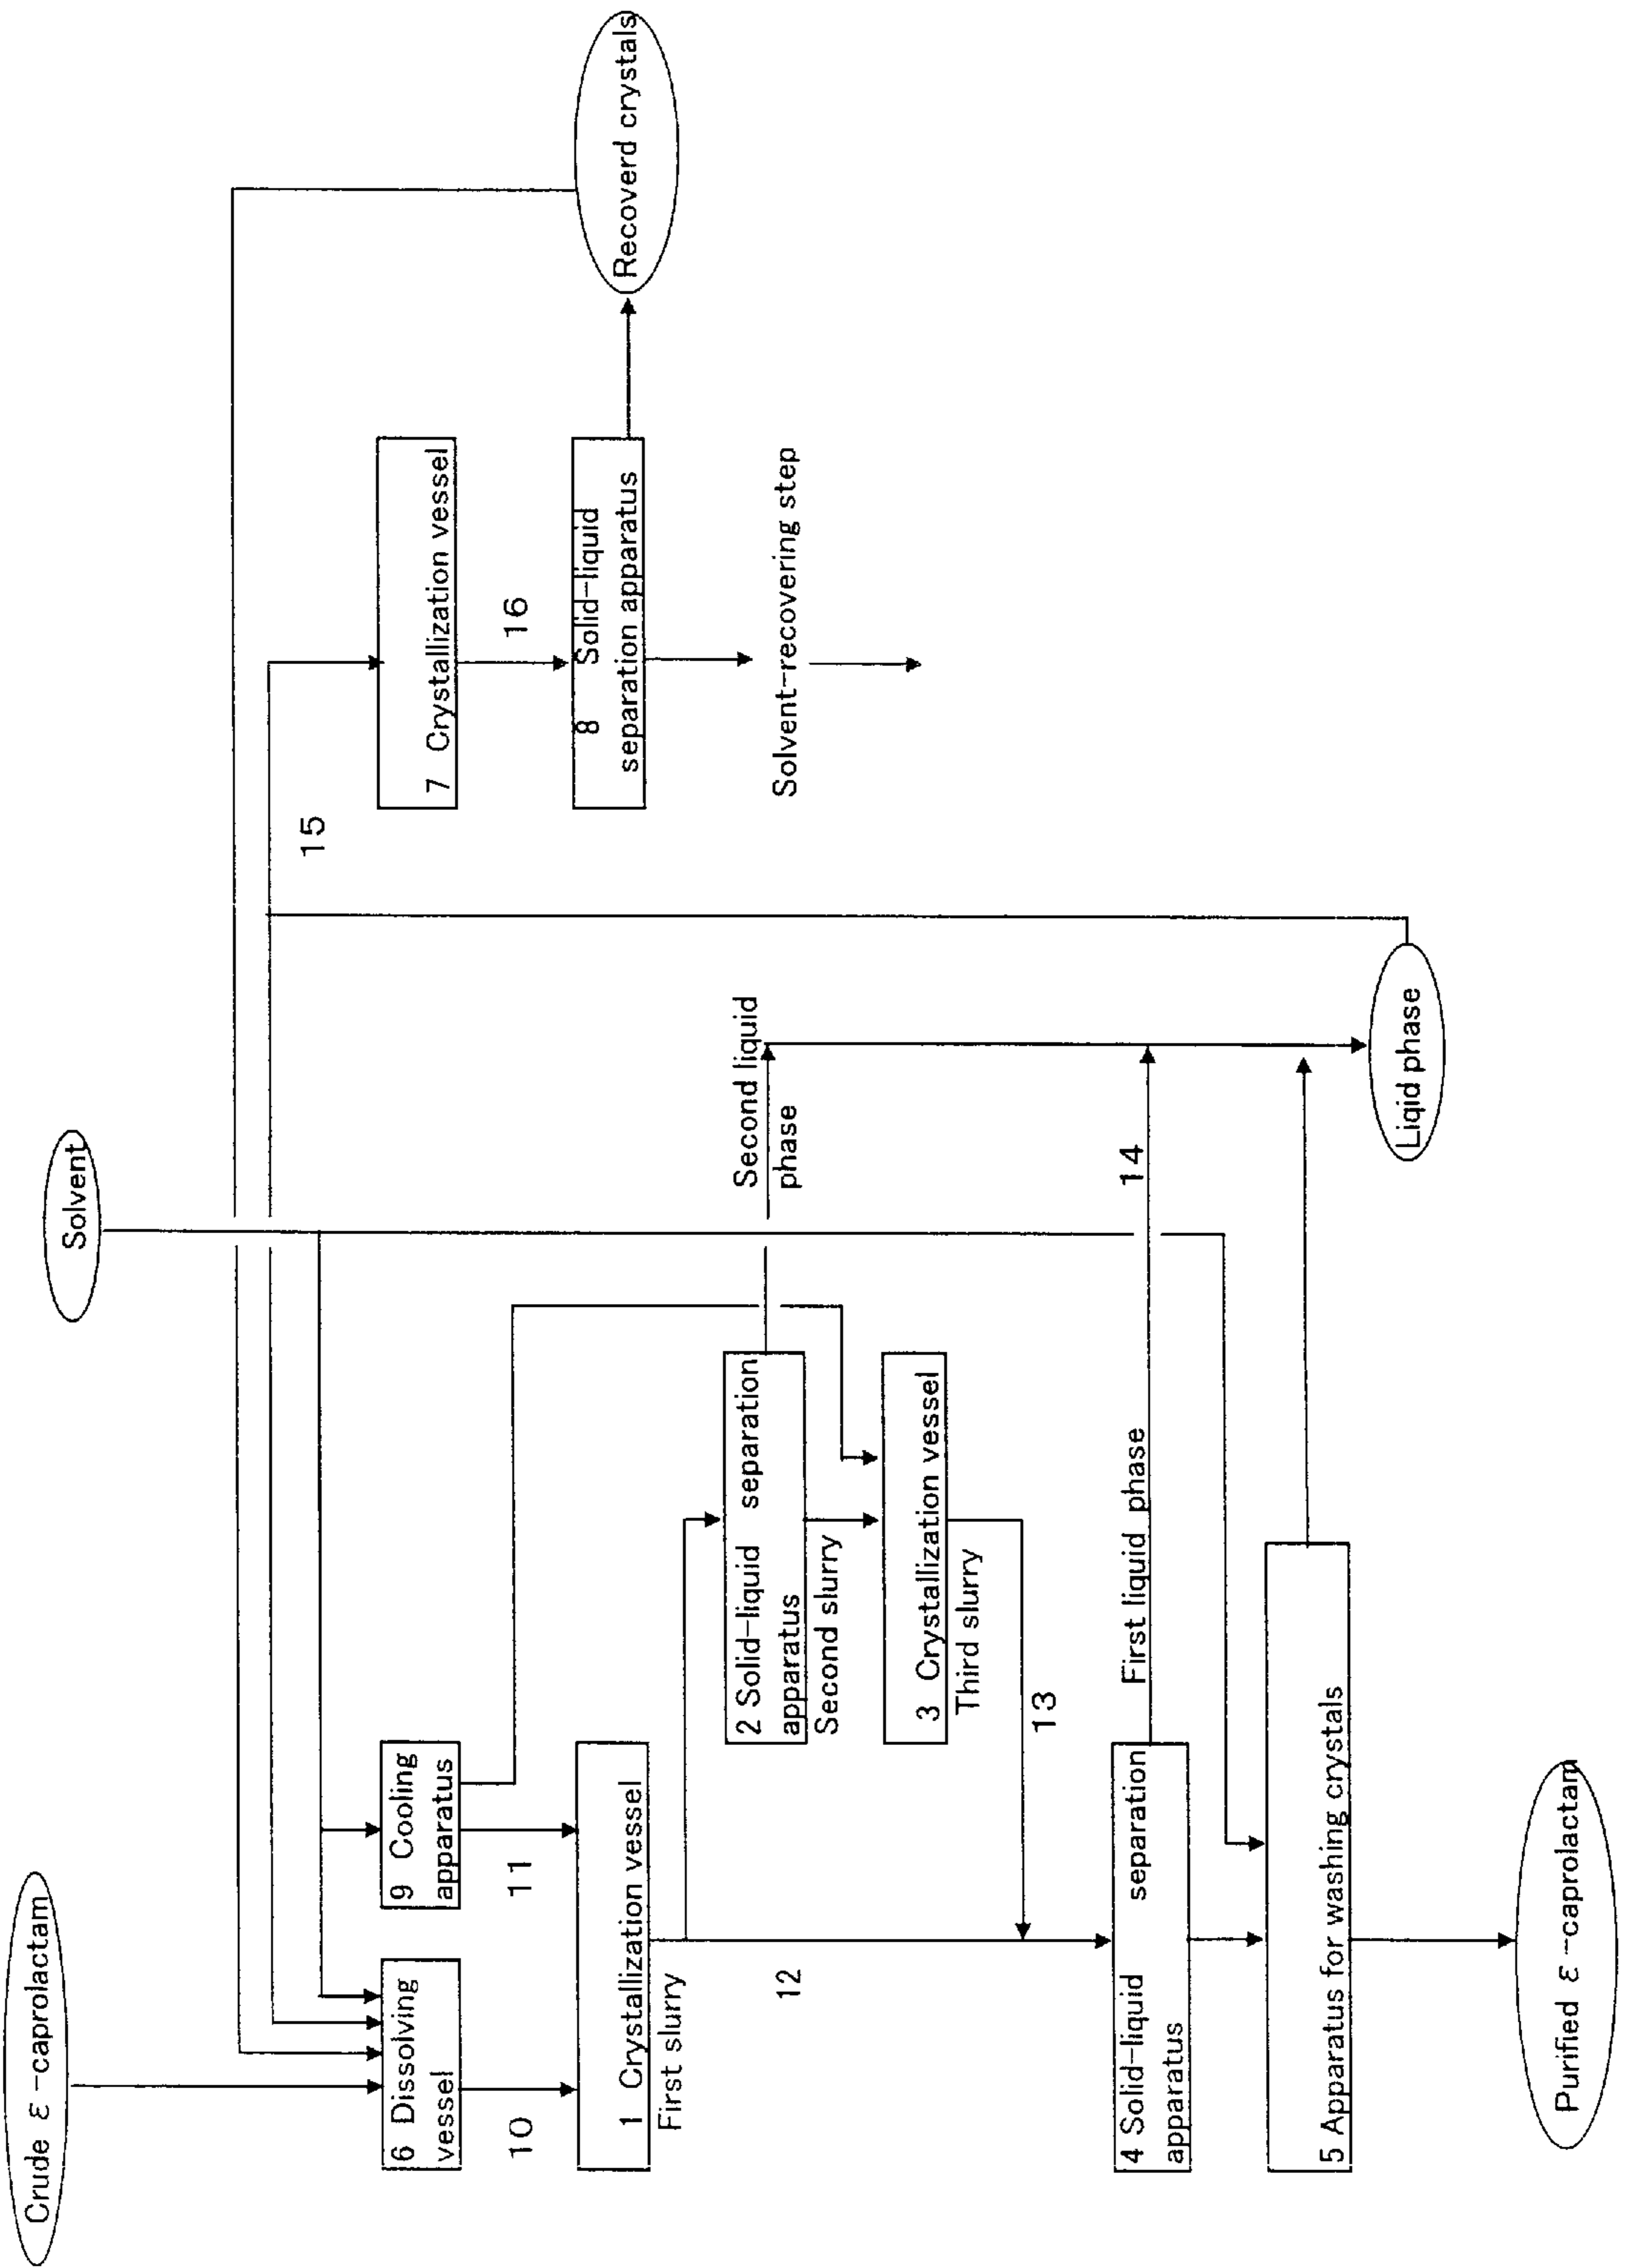 Crude ε -caprolactam
Solvent
6 Dissolving
vessel
9 Cooling
apparatus
10
11
1 Crystallization vessel
First slurry
12
2 Solid-liquid separation
apparatus
Second slurry
Second liquid
phase
3 Crystallization vessel
Third slurry
13
4 Solid-liquid separation
apparatus
First liquid phase
14
5 Apparatus for washing crystals
Purified ε -caprolactam
Liqid phase
15
7 Crystallization vessel
16
8 Solid-liquid
separation apparatus
Solvent-recovering step
Recoverd crystals